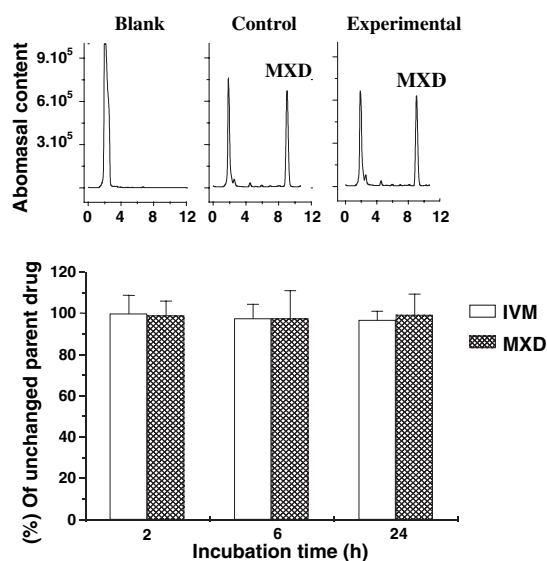 Blank Control Experimental
Abomasal content
9.10⁵
6.10⁵
3.10⁵
MXD MXD
0 4 8 12 0 4 8 12 0 4 8 12
(%) Of unchanged parent drug
120
100
80
60
40
20
0
2 6 24
Incubation time (h)
IVM
MXD